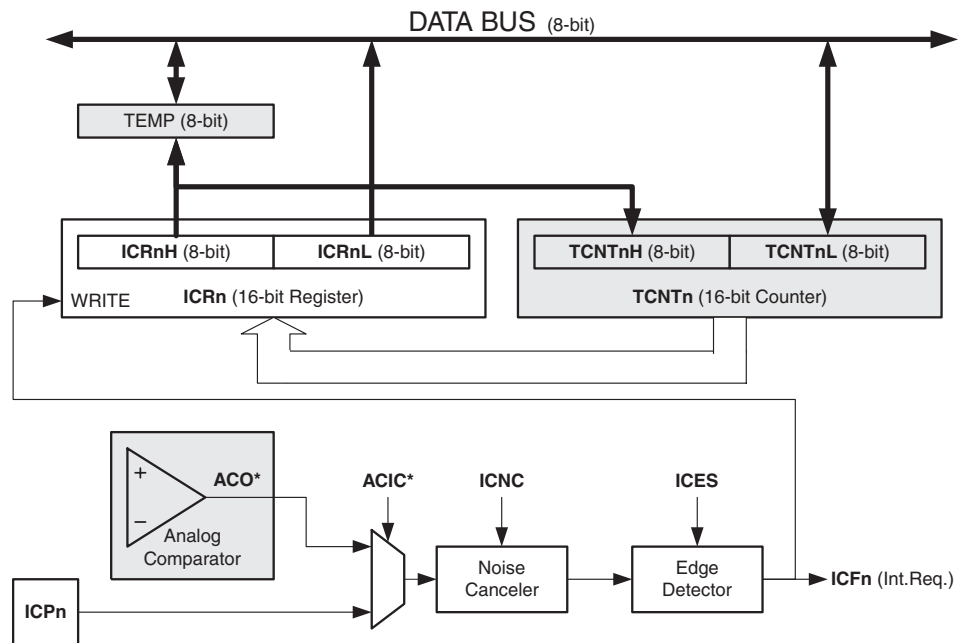 DATA BUS (8-bit)
TEMP (8-bit)
ICRnH (8-bit)
ICRnL (8-bit)
TCNTnH (8-bit)
TCNTnL (8-bit)
WRITE
ICRn (16-bit Register)
TCNTn (16-bit Counter)
+
−
ACO*
Analog
Comparator
ACIC*
ICNC
ICES
Noise
Canceler
Edge
Detector
ICFn (Int.Req.)
ICPn